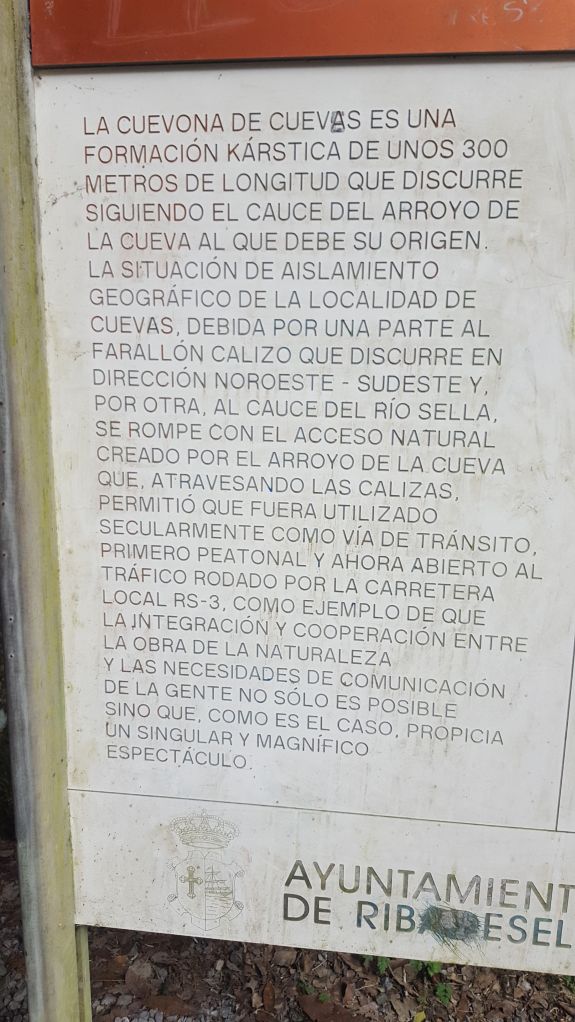 LA CUEVONA DE CUEVAS ES UNA
FORMACIÓN KÁRSTICA DE UNOS 300
METROS DE LONGITUD QUE DISCURRE
SIGUIENDO EL CAUCE DEL ARROYO DE
LA CUEVA AL QUE DEBE SU ORIGEN.
LA SITUACIÓN DE AISLAMIENTO
GEOGRÁFICO DE LA LOCALIDAD DE
CUEVAS, DEBIDA POR UNA PARTE AL
FARALLÓN CALIZO QUE DISCURRE EN
DIRECCIÓN NOROESTE - SUDESTE Y,
POR OTRA, AL CAUCE DEL RÍO SELLA,
SE ROMPE CON EL ACCESO NATURAL
CREADO POR EL ARROYO DE LA CUEVA
QUE, ATRAVESANDO LAS CALIZAS,
PERMITIÓ QUE FUERA UTILIZADO
SECULARMENTE COMO VÍA DE TRÁNSITO,
PRIMERO PEATONAL Y AHORA ABIERTO AL
TRÁFICO RODADO POR LA CARRETERA
LOCAL RS-3, COMO EJEMPLO DE QUE
LA INTEGRACIÓN Y COOPERACIÓN ENTRE
LA OBRA DE LA NATURALEZA
Y LAS NECESIDADES DE COMUNICACIÓN
DE LA GENTE NO SÓLO ES POSIBLE
SINO QUE, COMO ES EL CASO, PROPICIA
UN SINGULAR Y MAGNÍFICO
ESPECTÁCULO.
AYUNTAMIENT
DE